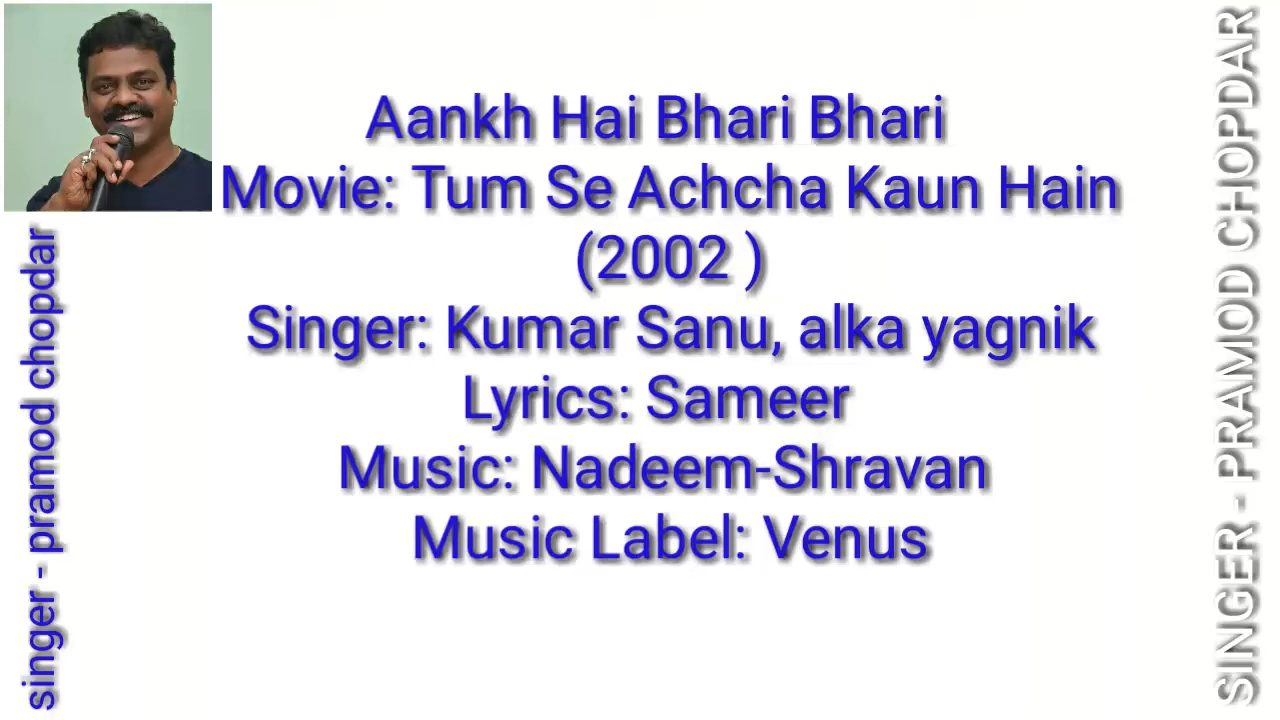 Aankh Hai Bhari Bhari
Movie: Tum Se Achcha Kaun Hain
(2002 )
Singer: Kumar Sanu, alka yagnik
Lyrics: Sameer
Music: Nadeem-Shravan
Music Label: Venus
singer - pramod chopdar
SINGER - PRAMOD CHOPDAR